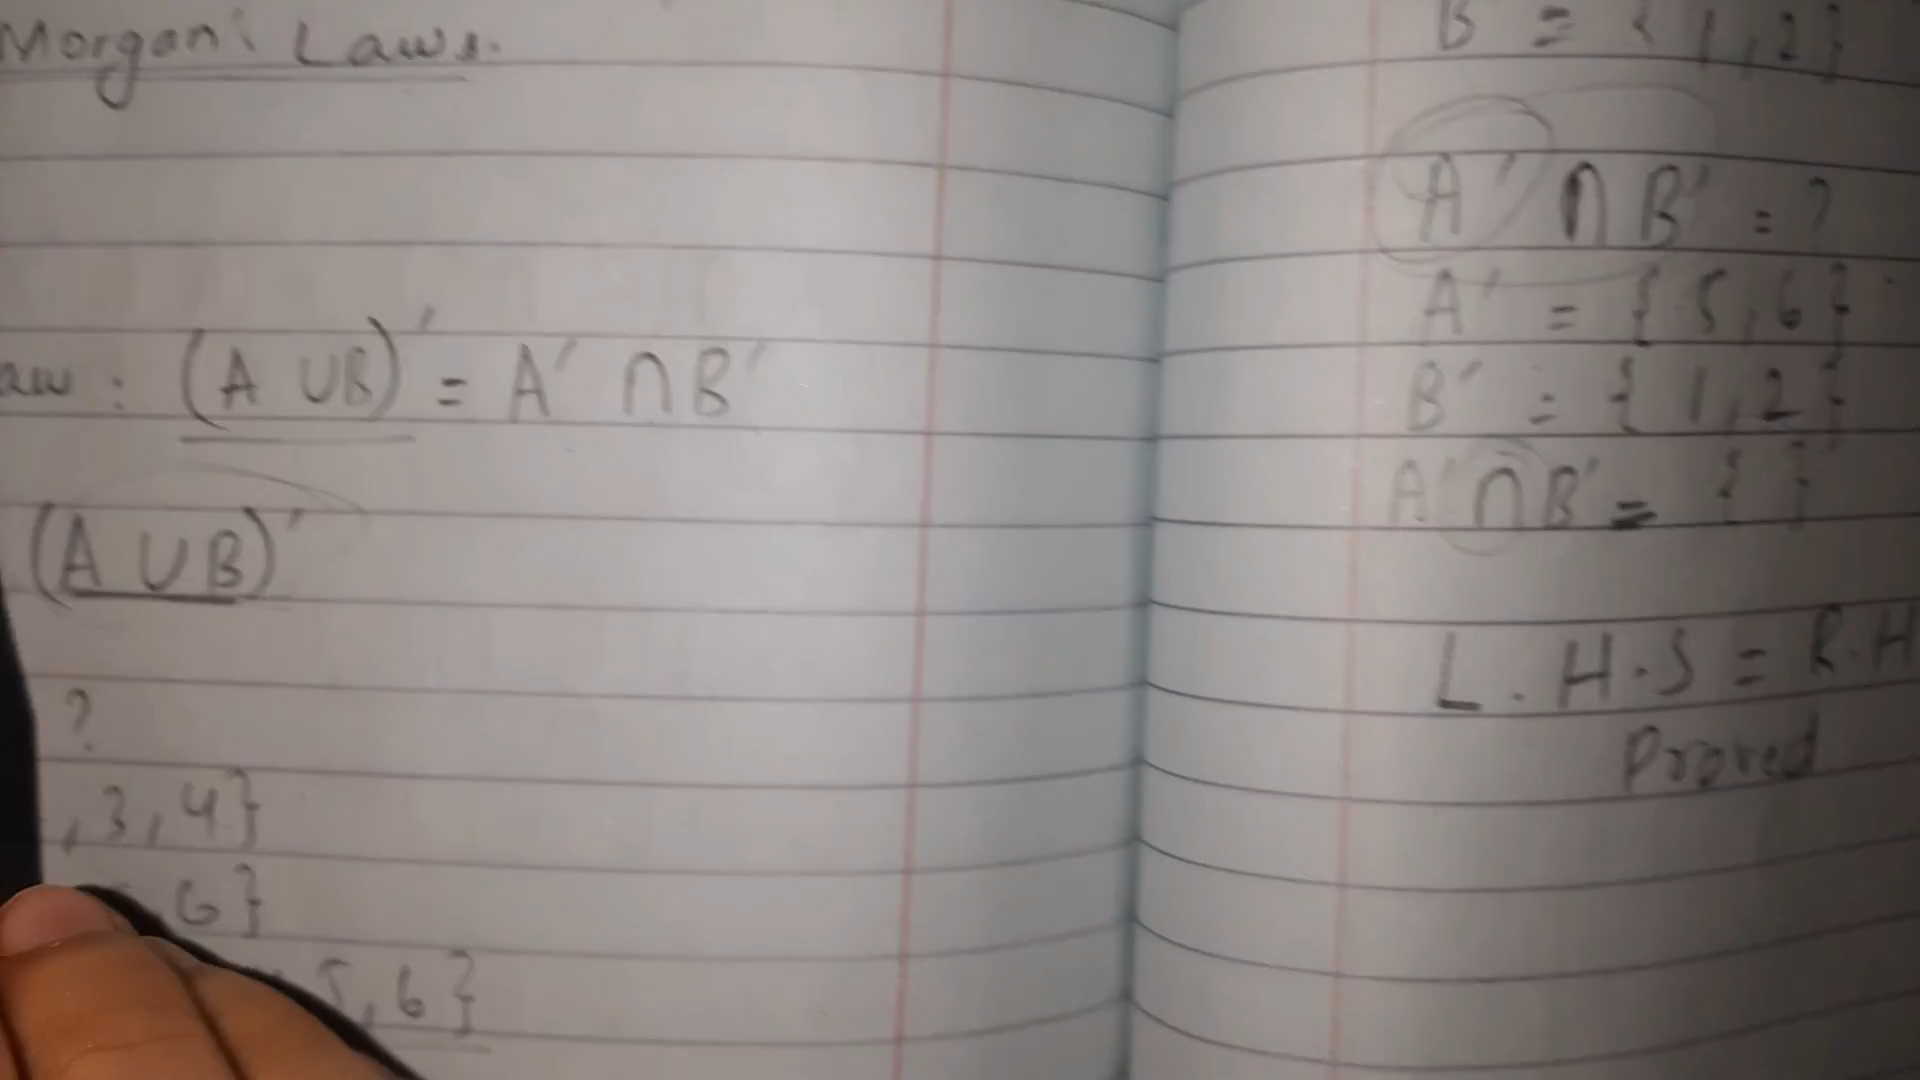 Morgan's Laws.
aw : (A ∪ B)' = A' ∩ B'
(A ∪ B)'
?
, 3, 4}
, 6}
5, 6}
B = { 1, 2}
A' ∩ B' = ?
A' = { 5, 6}
B' = { 1, 2}
A' ∩ B' = { }
L.H.S = R.H
Proved